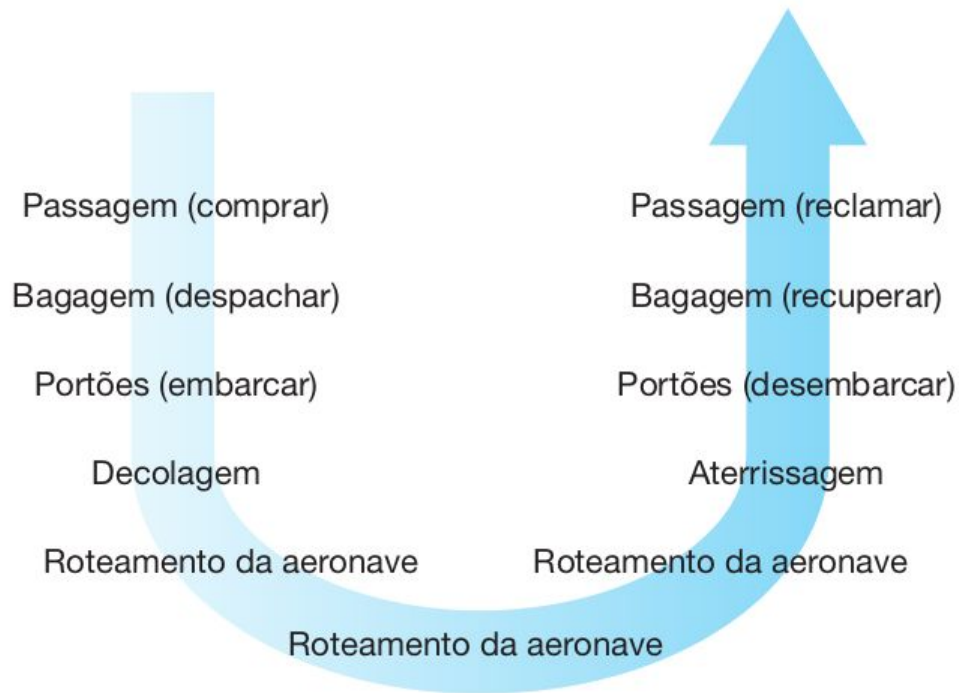 Passagem (comprar)
Passagem (reclamar)
Bagagem (despachar)
Bagagem (recuperar)
Portões (embarcar)
Portões (desembarcar)
Decolagem
Aterrissagem
Roteamento da aeronave
Roteamento da aeronave
Roteamento da aeronave